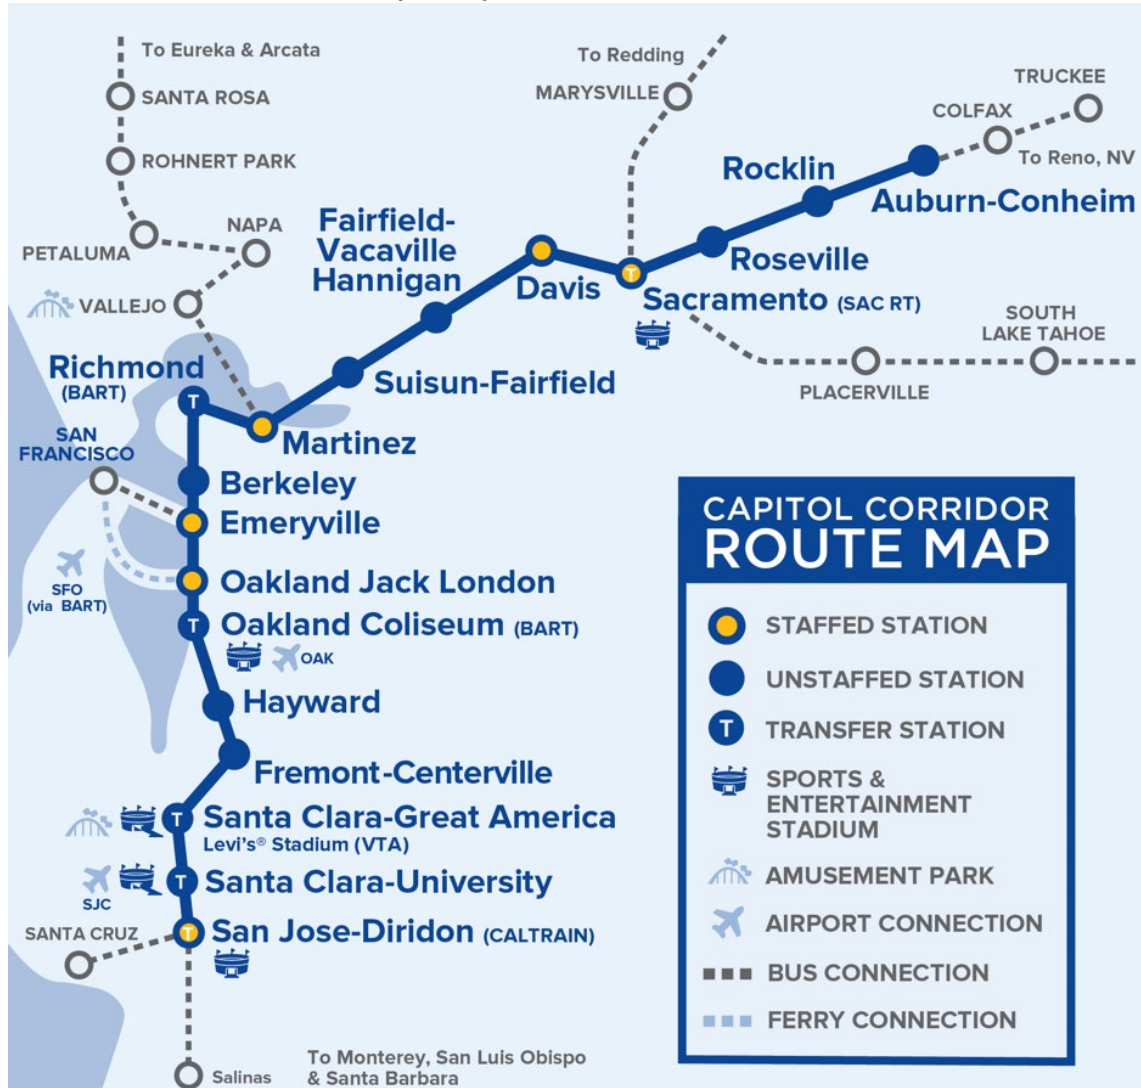 To Eureka & Arcata
SANTA ROSA
ROHNERT PARK
PETALUMA
NAPA
VALLEJO
To Redding
MARYSVILLE
TRUCKEE
COLFAX
To Reno, NV
Rocklin
Auburn-Conheim
Roseville
Fairfield-
Vacaville
Hannigan
Davis
T
Sacramento (SAC RT)
SOUTH
LAKE TAHOE
PLACERVILLE
Suisun-Fairfield
Richmond
(BART)
T
Martinez
SAN
FRANCISCO
Berkeley
Emeryville
SFO
(via BART)
Oakland Jack London
T
Oakland Coliseum (BART)
OAK
Hayward
Fremont-Centerville
T
Santa Clara-Great America
Levi's® Stadium (VTA)
T
Santa Clara-University
SJC
T
San Jose-Diridon (CALTRAIN)
SANTA CRUZ
Salinas
To Monterey, San Luis Obispo
& Santa Barbara
CAPITOL CORRIDOR
ROUTE MAP
STAFFED STATION
UNSTAFFED STATION
T
TRANSFER STATION
SPORTS &
ENTERTAINMENT
STADIUM
AMUSEMENT PARK
AIRPORT CONNECTION
BUS CONNECTION
FERRY CONNECTION